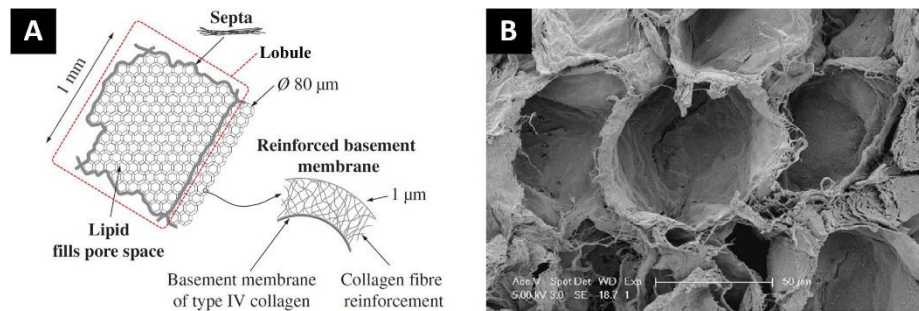 A
Septa
Lobule
1 mm
Ø 80 μm
Reinforced basement
membrane
1 μm
Lipid
fills pore space
Basement membrane
of type IV collagen
Collagen fibre
reinforcement
B
Acc.V Spot Det WD Exp
5.00 kV 3.0 SE 18.7 1
50 μm